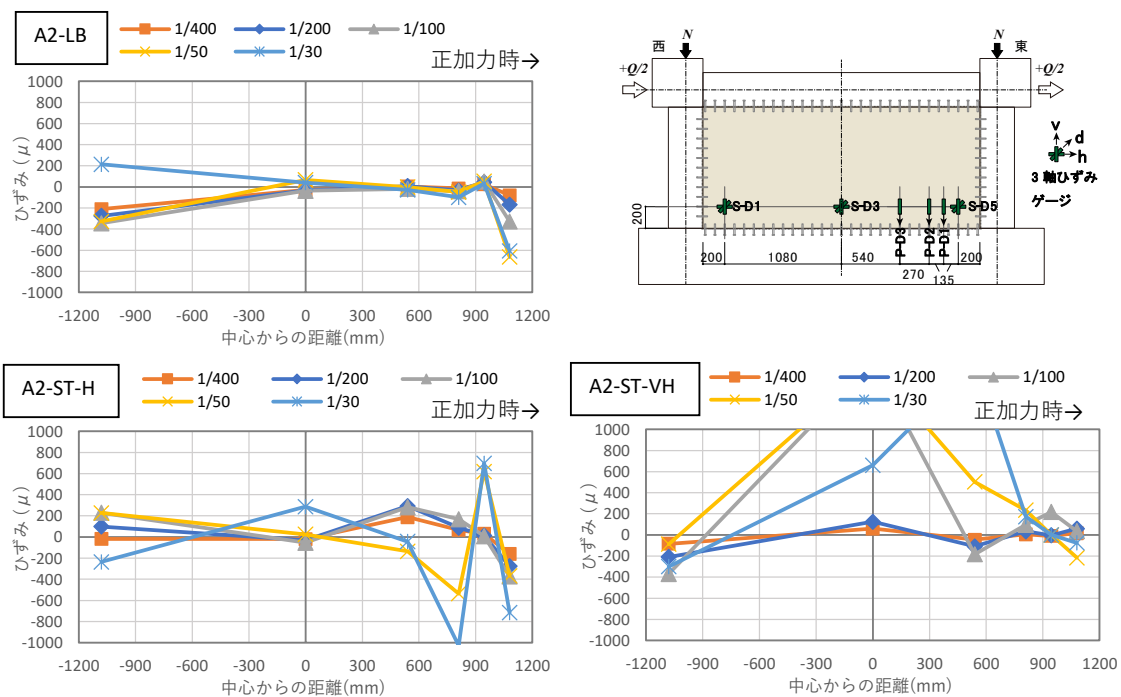 A2-LB
1/400
1/200
1/100
1/50
1/30
正加力時→
1000
800
600
400
200
0
-200
-400
-600
-800
-1000
ひずみ (μ)
-1200
-900
-600
-300
0
300
600
900
1200
中心からの距離(mm)
N
N
西
東
+Q/2
+Q/2
v
d
h
3 軸ひずみ
ゲージ
S-D1
S-D3
S-D5
P-D3
P-D2
P-D1
200
200
1080
540
270
135
200
A2-ST-H
1/400
1/200
1/100
1/50
1/30
正加力時→
1000
800
600
400
200
0
-200
-400
-600
-800
-1000
ひずみ (μ)
-1200
-900
-600
-300
0
300
600
900
1200
中心からの距離(mm)
A2-ST-VH
1/400
1/200
1/100
1/50
1/30
正加力時→
1000
800
600
400
200
0
-200
-400
-600
-800
-1000
ひずみ (μ)
-1200
-900
-600
-300
0
300
600
900
1200
中心からの距離(mm)